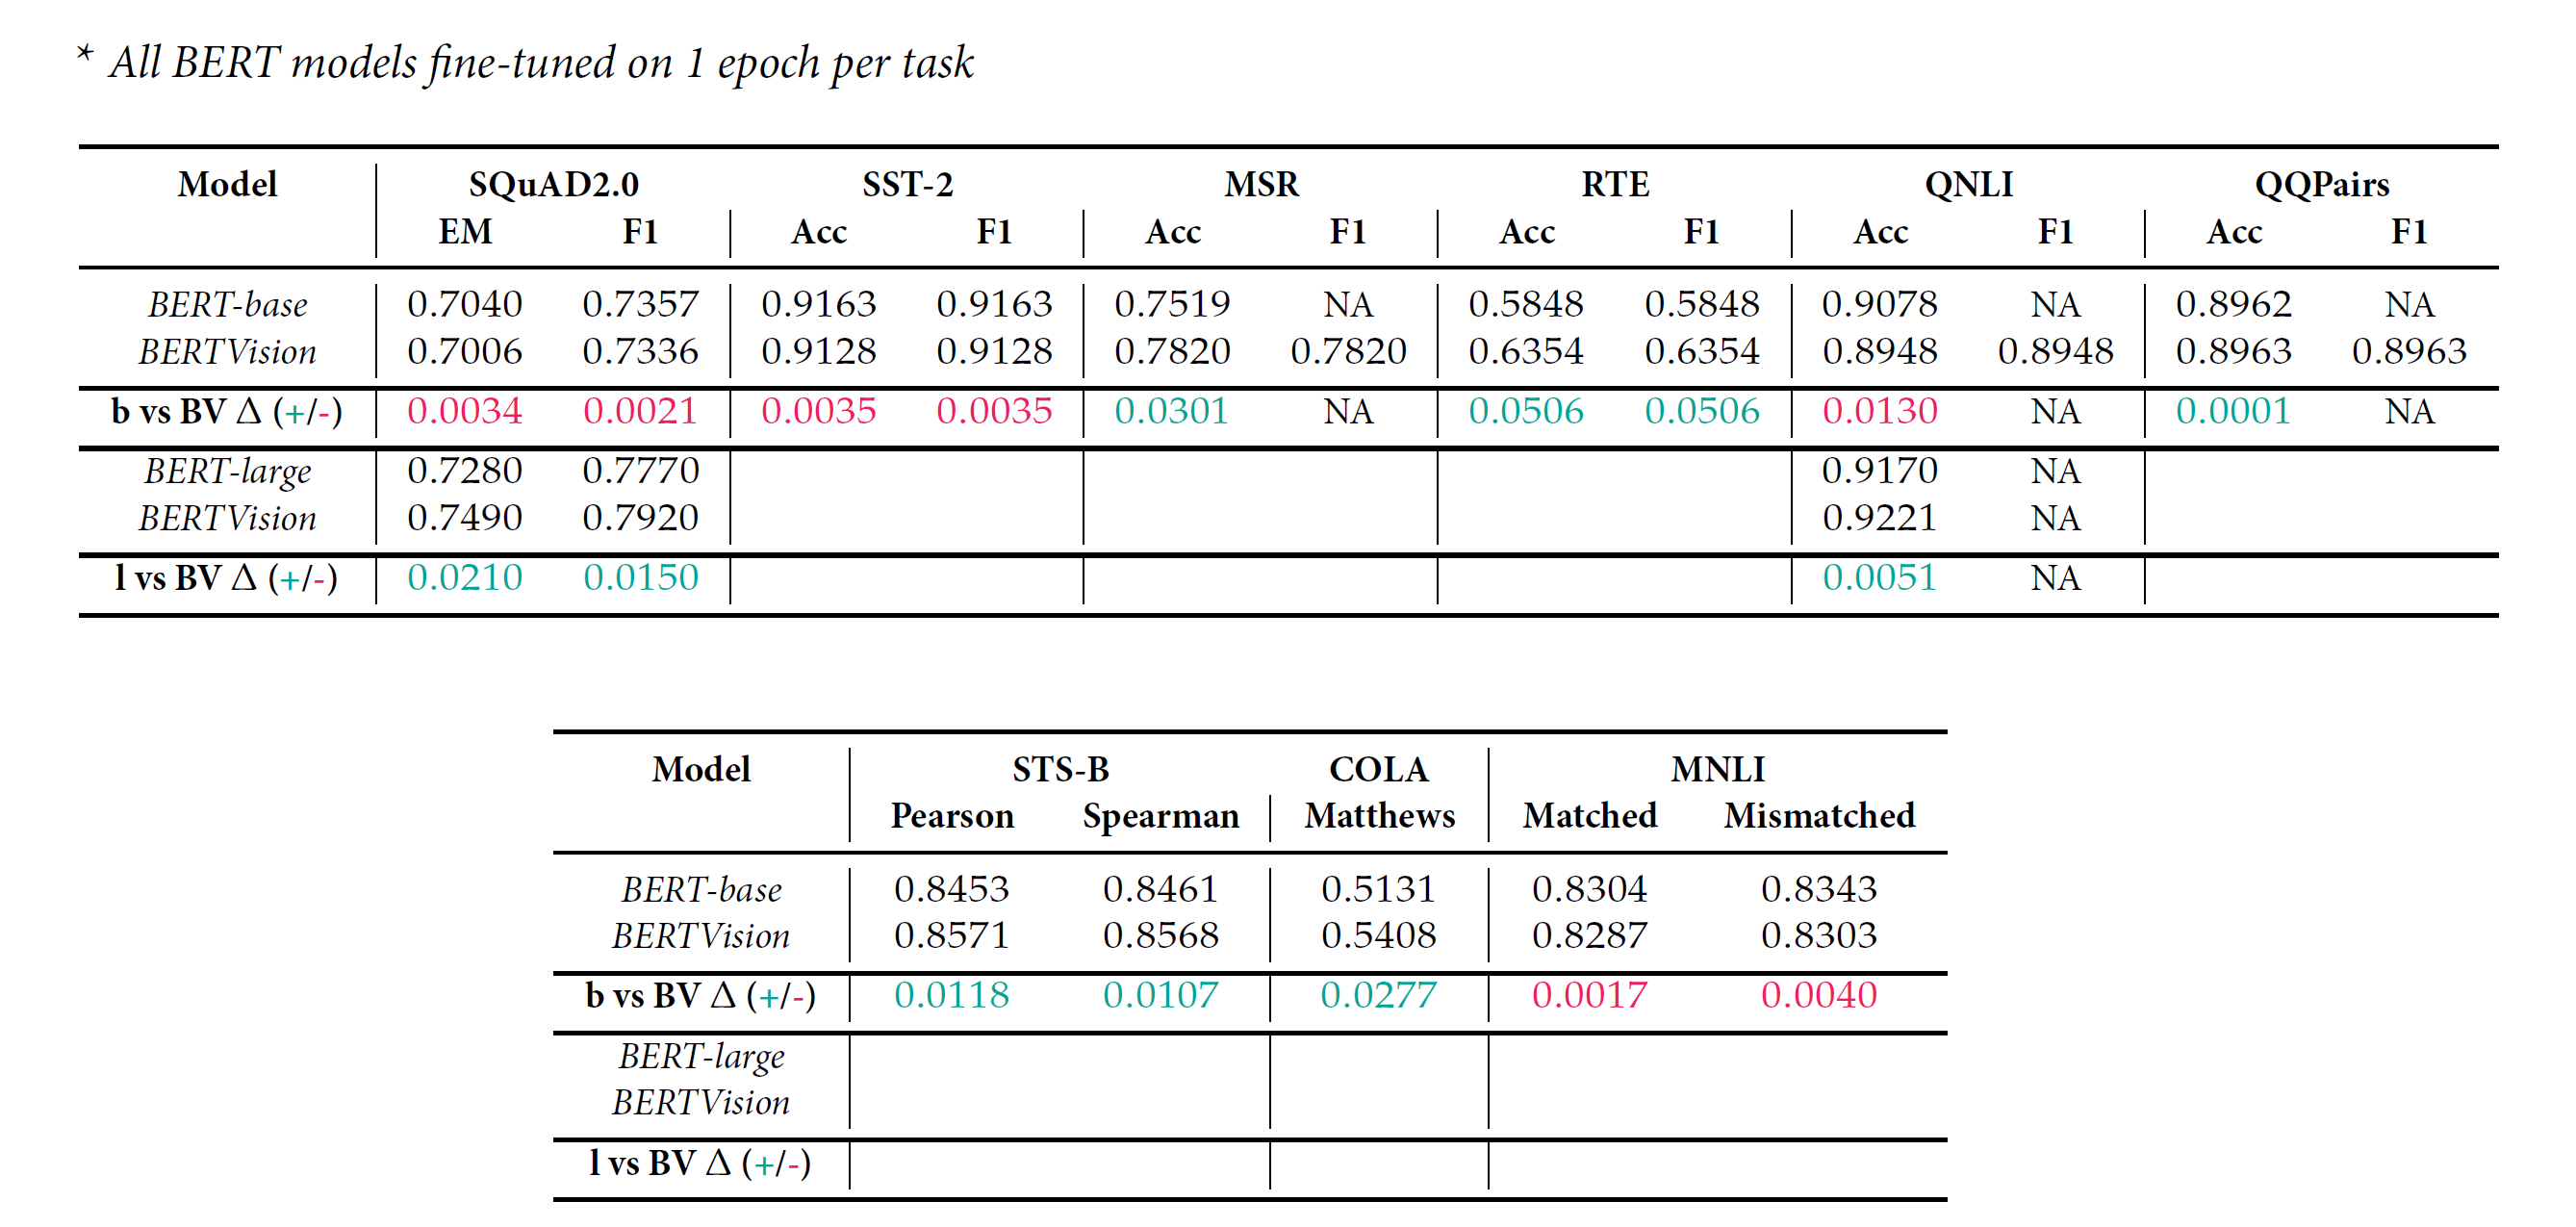 * All BERT models fine-tuned on 1 epoch per task
Model SQuAD2.0 SST-2 MSR RTE QNLI QQPairs
EM F1 Acc F1 Acc F1 Acc F1 Acc F1 Acc F1
BERT-base 0.7040 0.7357 0.9163 0.9163 0.7519 NA 0.5848 0.5848 0.9078 NA 0.8962 NA
BERTVision 0.7006 0.7336 0.9128 0.9128 0.7820 0.7820 0.6354 0.6354 0.8948 0.8948 0.8963 0.8963
b vs BV Δ (+/-) 0.0034 0.0021 0.0035 0.0035 0.0301 NA 0.0506 0.0506 0.0130 NA 0.0001 NA
BERT-large 0.7280 0.7770 0.9170 NA
BERTVision 0.7490 0.7920 0.9221 NA
l vs BV Δ (+/-) 0.0210 0.0150 0.0051 NA
Model STS-B COLA MNLI
Pearson Spearman Matthews Matched Mismatched
BERT-base 0.8453 0.8461 0.5131 0.8304 0.8343
BERTVision 0.8571 0.8568 0.5408 0.8287 0.8303
b vs BV Δ (+/-) 0.0118 0.0107 0.0277 0.0017 0.0040
BERT-large
BERTVision
l vs BV Δ (+/-)